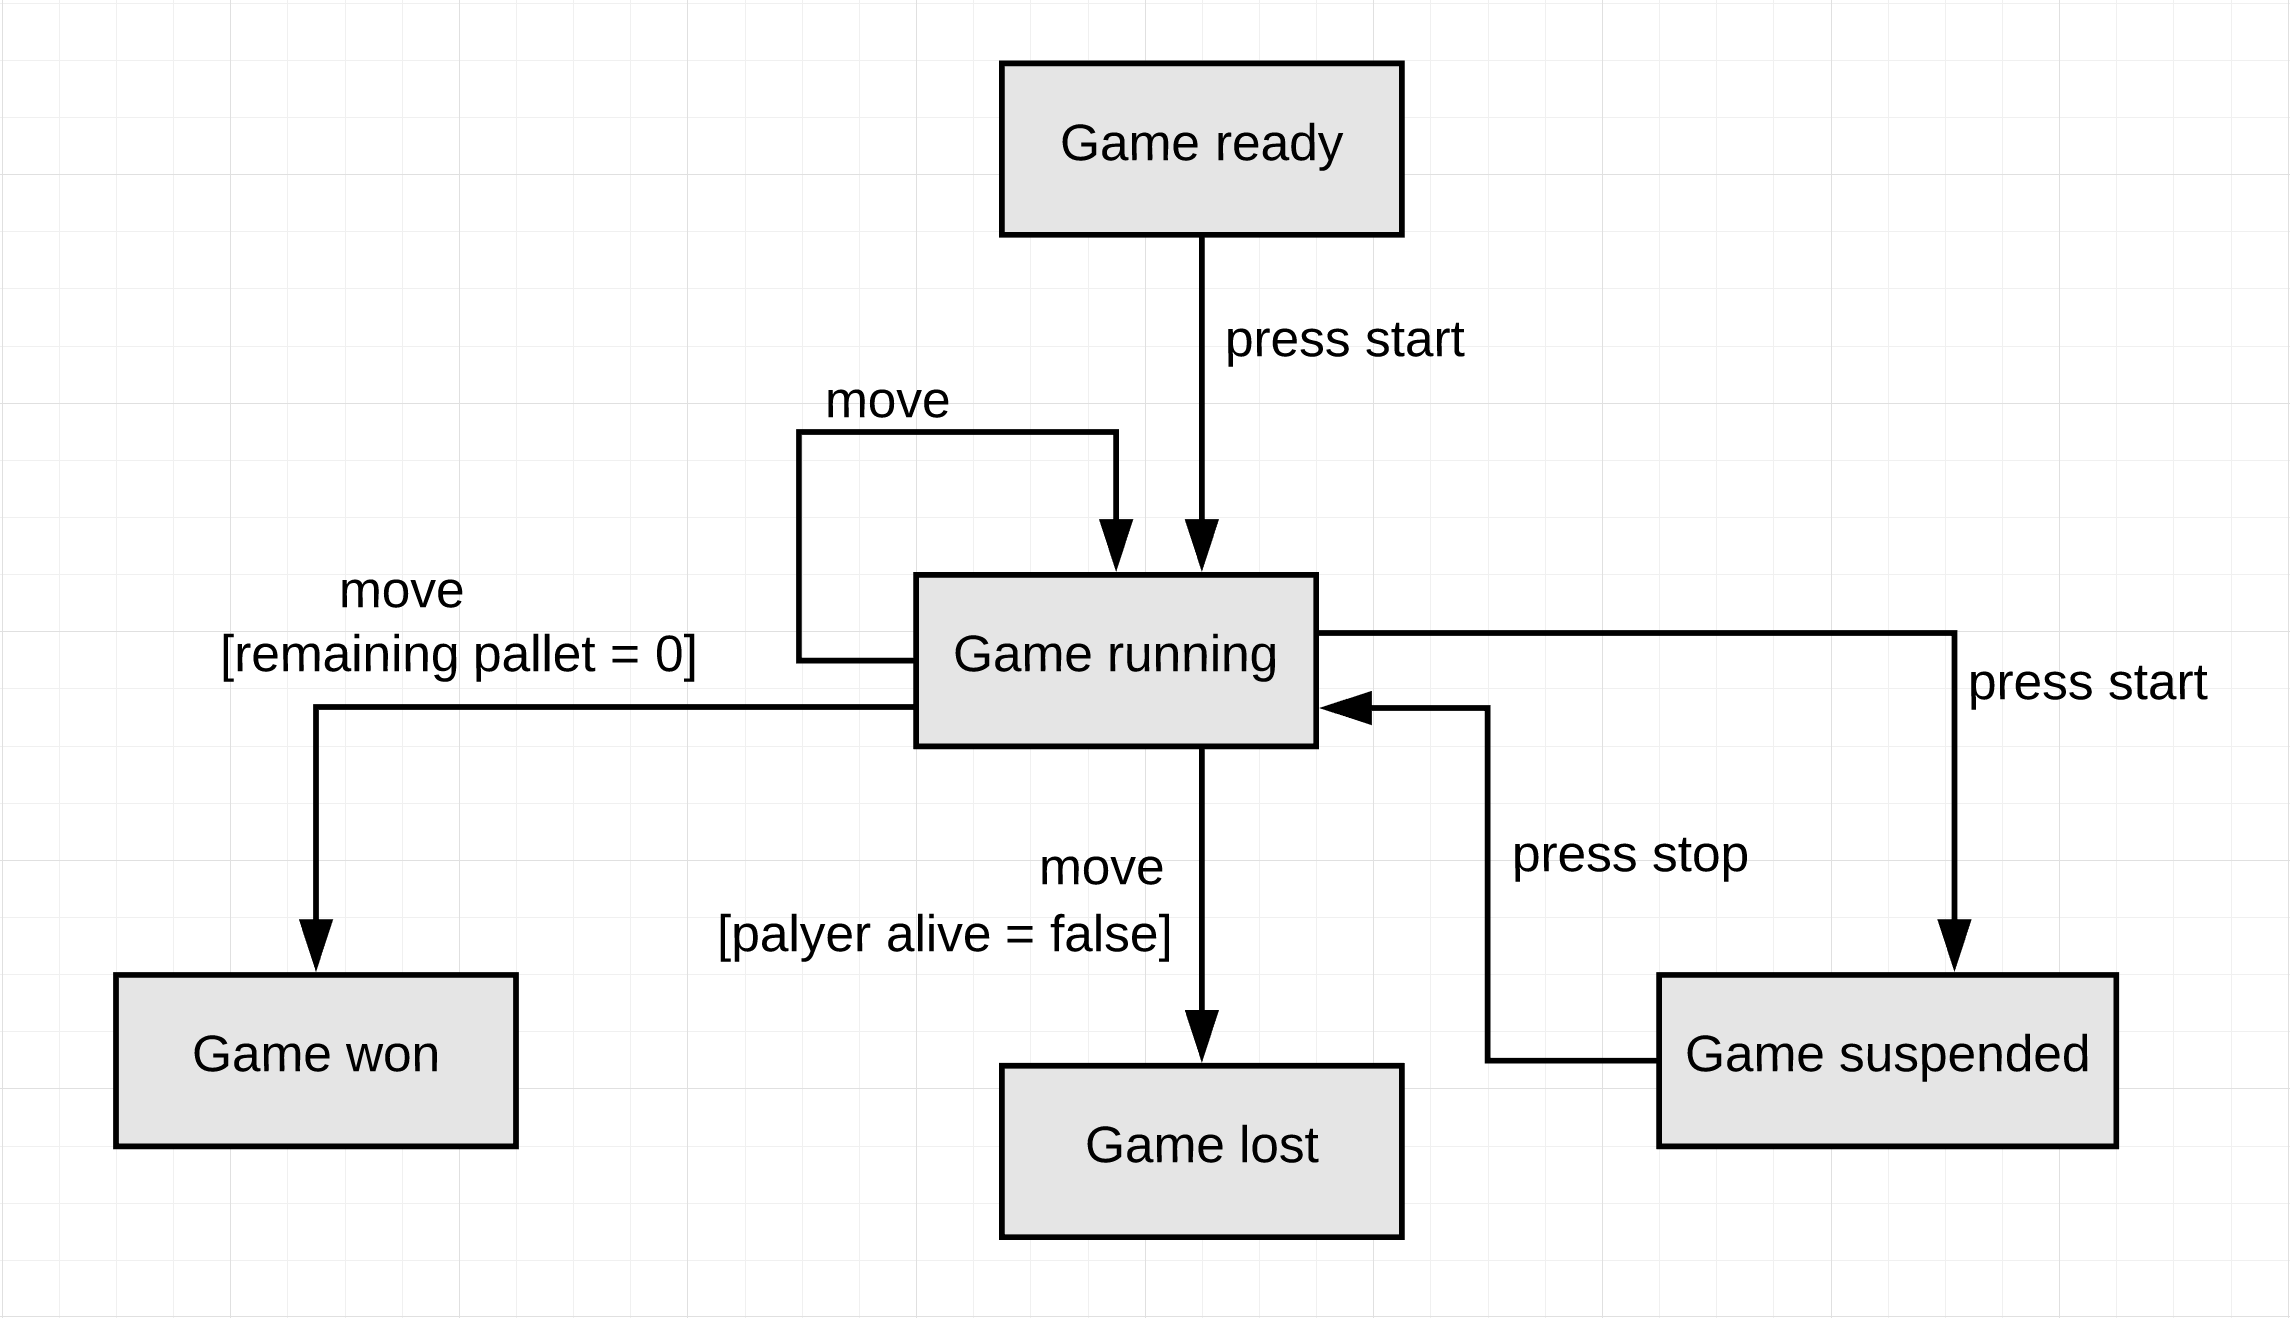 Game ready
press start
move
move
[remaining pallet = 0]
Game running
press start
press stop
move
[palyer alive = false]
Game won
Game suspended
Game lost